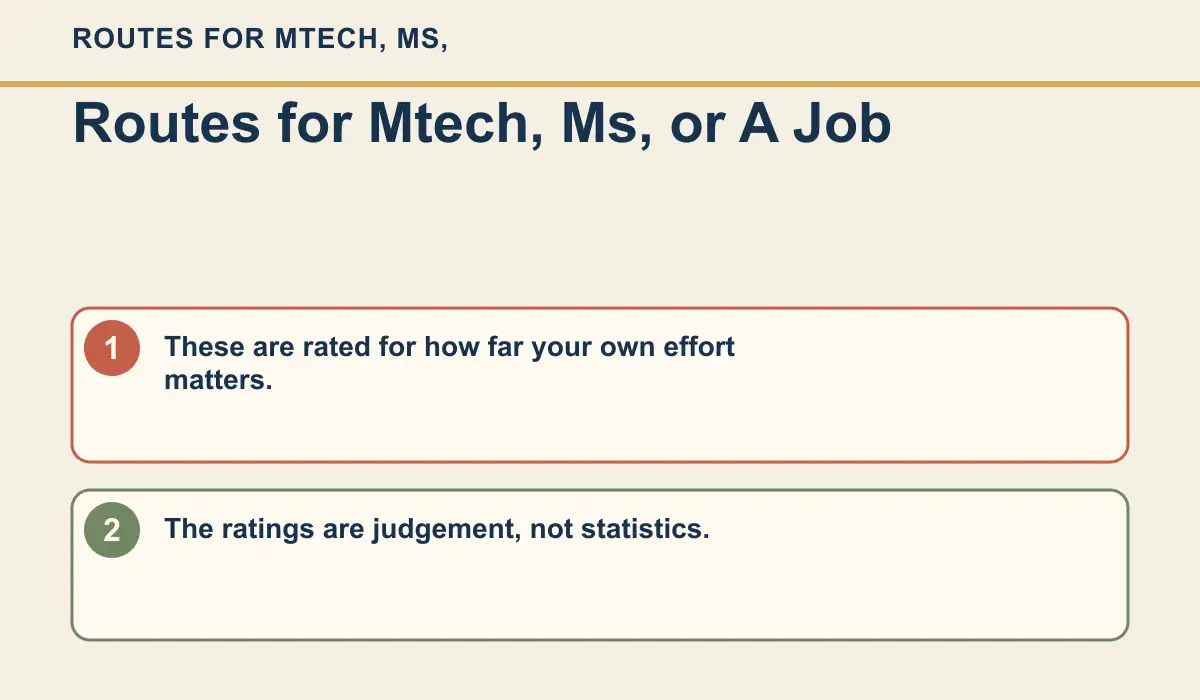 ROUTES FOR MTECH, MS,
Routes for Mtech, Ms, or A Job
1
These are rated for how far your own effort
matters.
2
The ratings are judgement, not statistics.